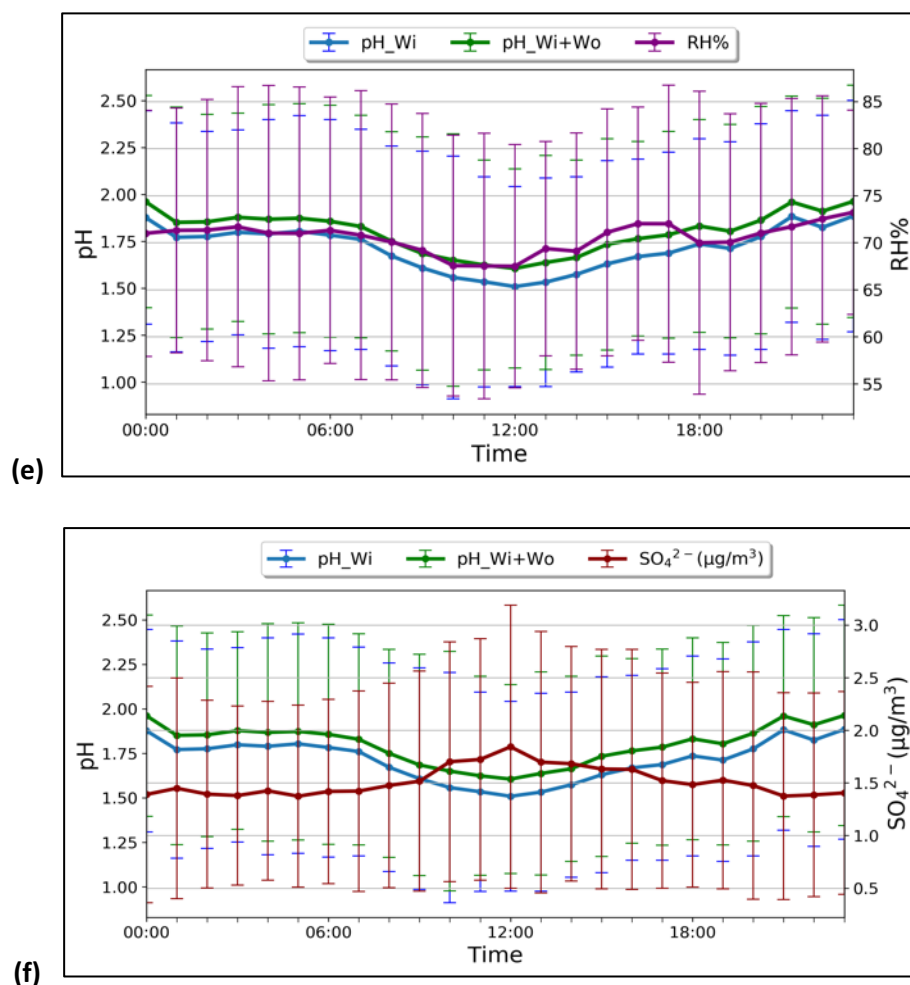 pH_Wi pH_Wi+Wo RH%
2.50
2.25
2.00
1.75
1.50
1.25
1.00
pH
85
80
75
70
65
60
55
RH%
00:00 06:00 12:00 18:00
Time
(e)
pH_Wi pH_Wi+Wo SO₄²⁻(μg/m³)
2.50
2.25
2.00
1.75
1.50
1.25
1.00
pH
3.0
2.5
2.0
1.5
1.0
0.5
SO₄²⁻(μg/m³)
00:00 06:00 12:00 18:00
Time
(f)